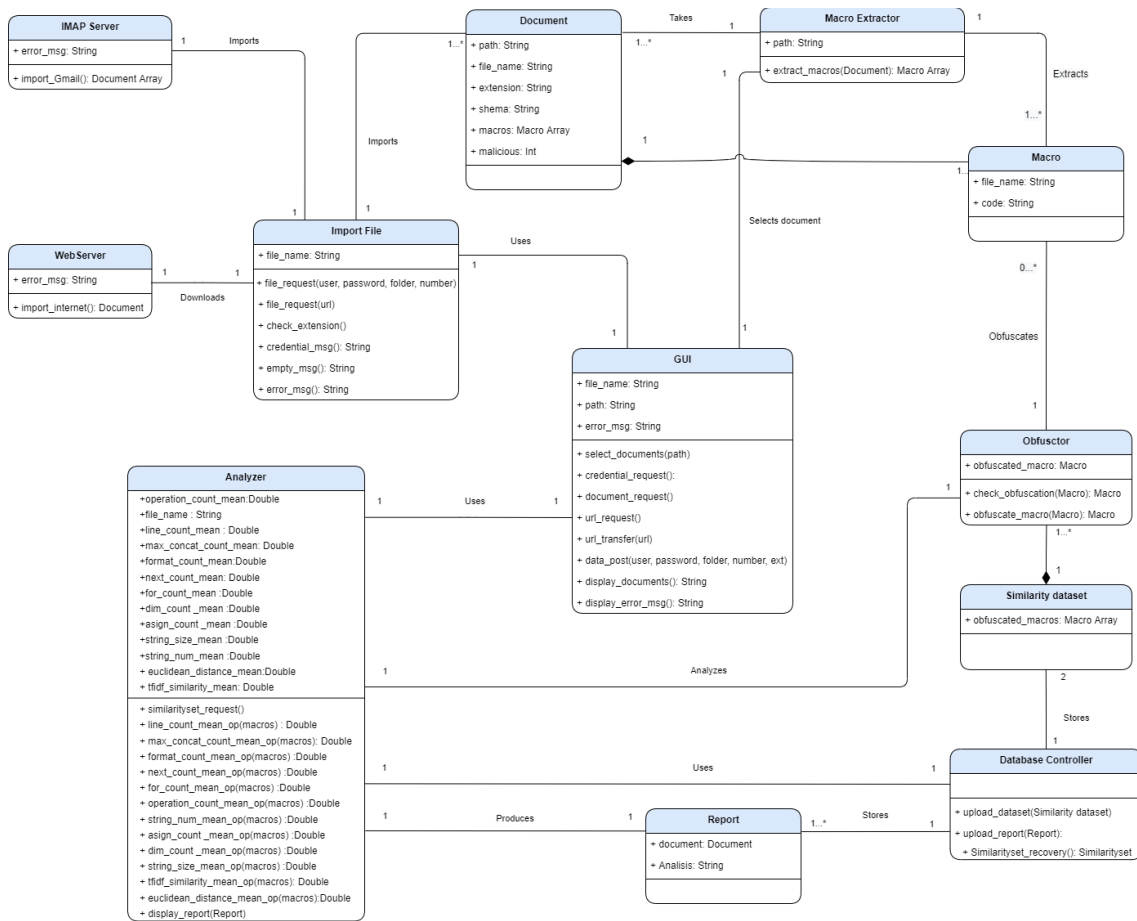 IMAP Server
+ error_msg: String
+ import_Gmail(): Document Array
1
Imports
1
Document
+ path: String
+ file_name: String
+ extension: String
+ shema: String
+ macros: Macro Array
+ malicious: Int
1...*
Imports
1
Takes
1...*
1
Macro Extractor
+ path: String
+ extract_macros(Document): Macro Array
1
Extracts
1...*
1
Selects document
1
1
1...
Macro
+ file_name: String
+ code: String
WebServer
+ error_msg: String
+ import_internet(): Document
1
Downloads
1
Import File
+ file_name: String
+ file_request(user, password, folder, number)
+ file_request(url)
+ check_extension()
+ credential_msg(): String
+ empty_msg(): String
+ error_msg(): String
Uses
1
1
0...*
Obfuscates
1
GUI
+ file_name: String
+ path: String
+ error_msg: String
+ select_documents(path)
+ credential_request():
+ document_request()
+ url_request()
+ url_transfer(url)
+ data_post(user, password, folder, number, ext)
+ display_documents(): String
+ display_error_msg(): String
Obfusctor
+ obfuscated_macro: Macro
+ check_obfuscation(Macro): Macro
+ obfuscate_macro(Macro): Macro
1...*
1
Similarity dataset
+ obfuscated_macros: Macro Array
2
Stores
1
Analyzer
+operation_count_mean:Double
+file_name : String
+line_count_mean : Double
+max_concat_count_mean: Double
+format_count_mean:Double
+next_count_mean: Double
+for_count_mean: Double
+dim_count _mean :Double
+asign_count _mean :Double
+string_size_mean :Double
+string_num_mean :Double
+ euclidean_distance_mean:Double
+ tfidf_similarity_mean: Double
+ similarityset_request()
+ line_count_mean_op(macros) : Double
+ max_concat_count_mean_op(macros): Double
+ format_count_mean_op(macros) :Double
+ next_count_mean_op(macros) :Double
+ for_count_mean_op(macros) :Double
+ operation_count_mean_op(macros) :Double
+ string_num_mean_op(macros) :Double
+ asign_count _mean_op(macros) :Double
+ dim_count _mean_op(macros) :Double
+ string_size_mean_op(macros) :Double
+ tfidf_similarity_mean_op(macros): Double
+ euclidean_distance_mean_op(macros):Double
+ display_report(Report)
1
Uses
1
1
Analyzes
1
1
Uses
1
1
Produces
1
Report
+ document: Document
+ Analisis: String
1...*
Stores
1
Database Controller
+ upload_dataset(Similarity dataset)
+ upload_report(Report):
+ Similarityset_recovery(): Similarityset